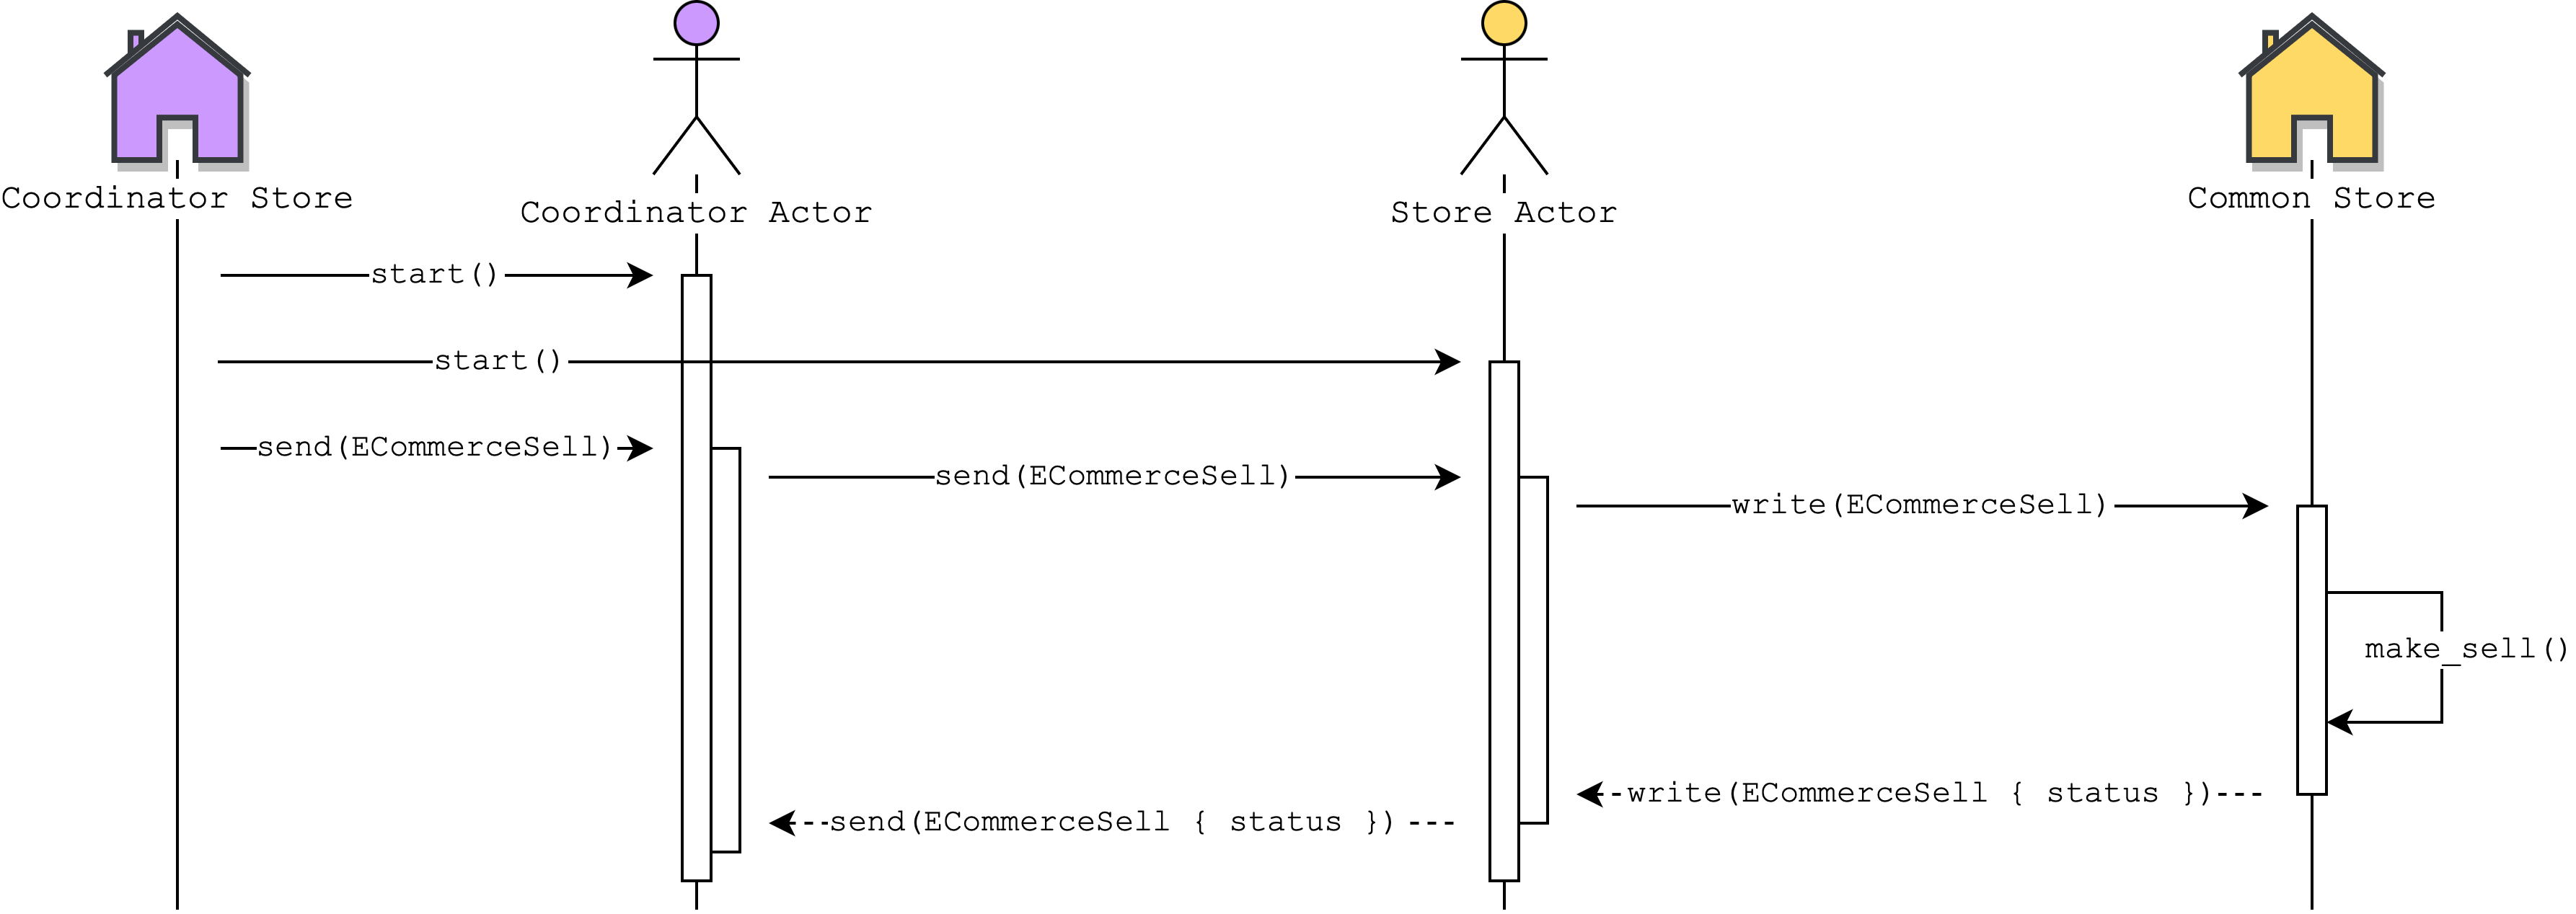 Coordinator Store
Coordinator Actor
Store Actor
Common Store
start()
start()
send(ECommerceSell)
send(ECommerceSell)
write(ECommerceSell)
make_sell()
write(ECommerceSell { status })
send(ECommerceSell { status })